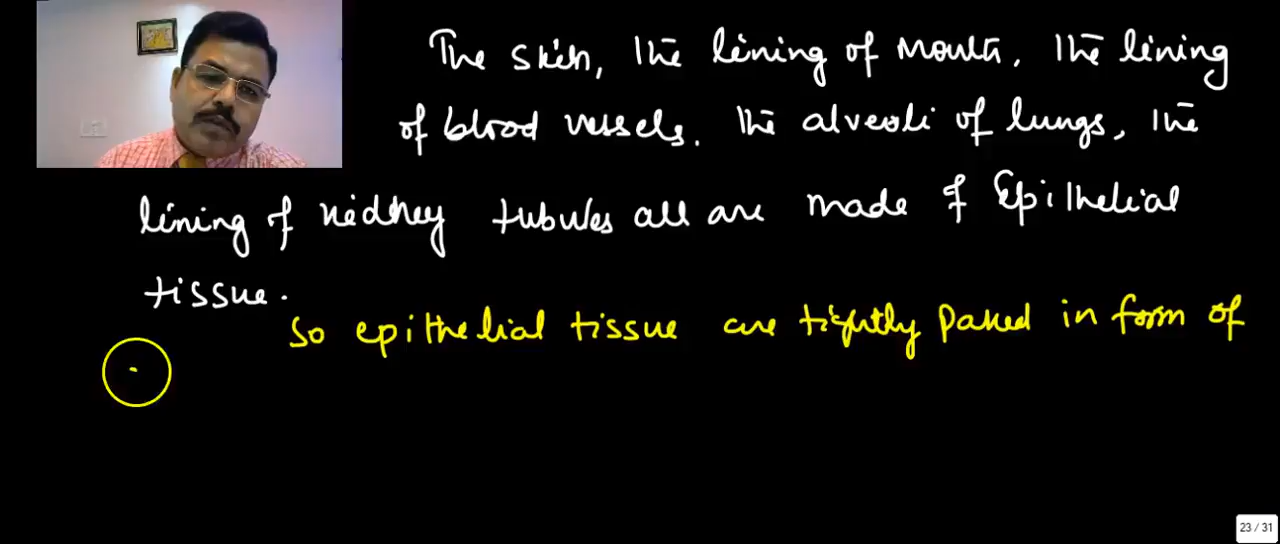 The skin, the lining of mouth, the lining
of blood vessels. the alveoli of lungs, the
lining of kidney tubules all are made of Epithelial
tissue.
So epithelial tissue are tightly Paked in form of
23 / 31